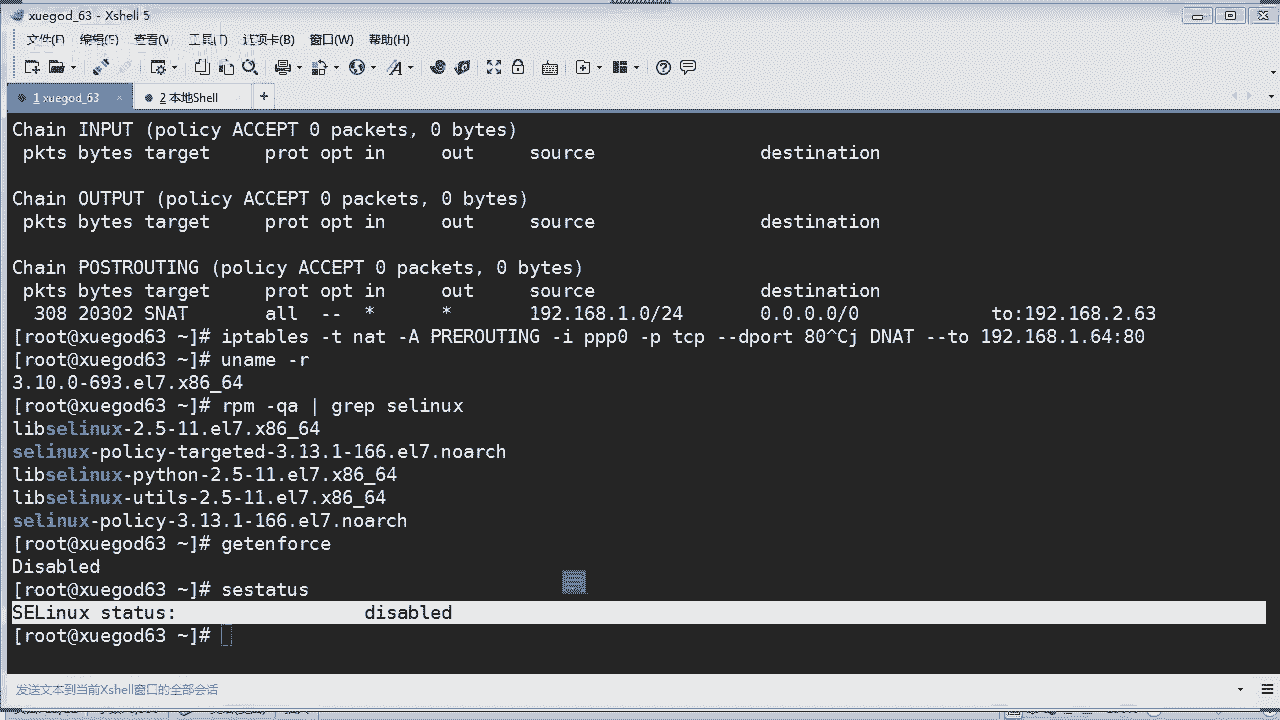 xuegod_63 - Xshell 5
文件(F) 编辑(E) 查看(V) 工具(T) 选项卡(B) 窗口(W) 帮助(H)
1 xuegod_63 × 2 本地Shell +
Chain INPUT (policy ACCEPT 0 packets, 0 bytes)
pkts bytes target prot opt in out source destination
Chain OUTPUT (policy ACCEPT 0 packets, 0 bytes)
pkts bytes target prot opt in out source destination
Chain POSTROUTING (policy ACCEPT 0 packets, 0 bytes)
pkts bytes target prot opt in out source destination
308 20302 SNAT all -- * * 192.168.1.0/24 0.0.0.0/0 to:192.168.2.63
[root@xuegod63 ~]# iptables -t nat -A PREROUTING -i ppp0 -p tcp --dport 80^Cj DNAT --to 192.168.1.64:80
[root@xuegod63 ~]# uname -r
3.10.0-693.el7.x86_64
[root@xuegod63 ~]# rpm -qa | grep selinux
libselinux-2.5-11.el7.x86_64
selinux-policy-targeted-3.13.1-166.el7.noarch
libselinux-python-2.5-11.el7.x86_64
libselinux-utils-2.5-11.el7.x86_64
selinux-policy-3.13.1-166.el7.noarch
[root@xuegod63 ~]# getenforce
Disabled
[root@xuegod63 ~]# sestatus
SELinux status: disabled
[root@xuegod63 ~]#
发送文本到当前Xshell窗口的全部会话